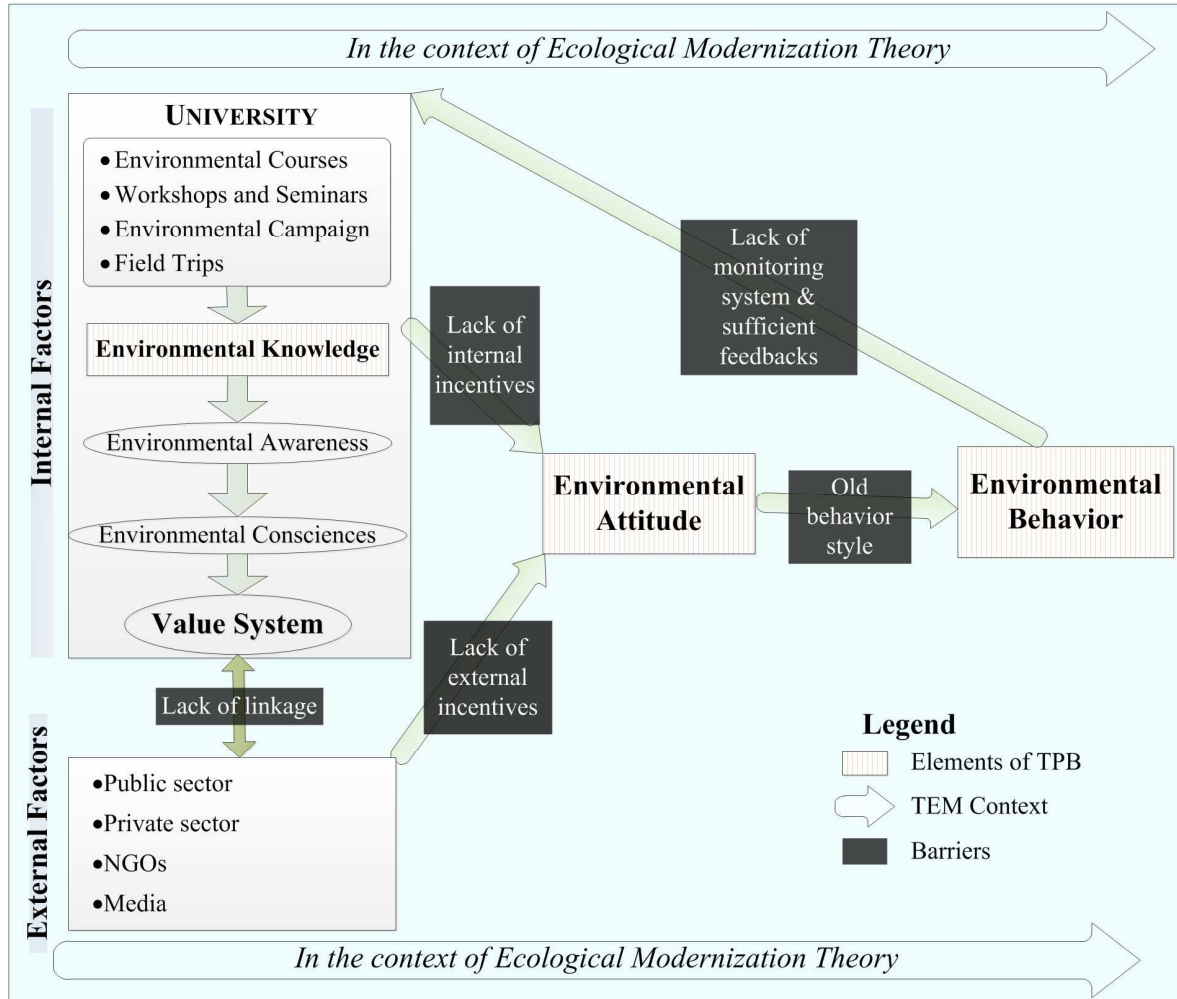 In the context of Ecological Modernization Theory
Internal Factors
UNIVERSITY
• Environmental Courses
• Workshops and Seminars
• Environmental Campaign
• Field Trips
Environmental Knowledge
Environmental Awareness
Environmental Consciences
Value System
Lack of
internal
incentives
Lack of
monitoring
system &
sufficient
feedbacks
Environmental
Attitude
Old
behavior
style
Environmental
Behavior
Lack of linkage
Lack of
external
incentives
External Factors
•Public sector
•Private sector
•NGOs
•Media
Legend
Elements of TPB
TEM Context
Barriers
In the context of Ecological Modernization Theory